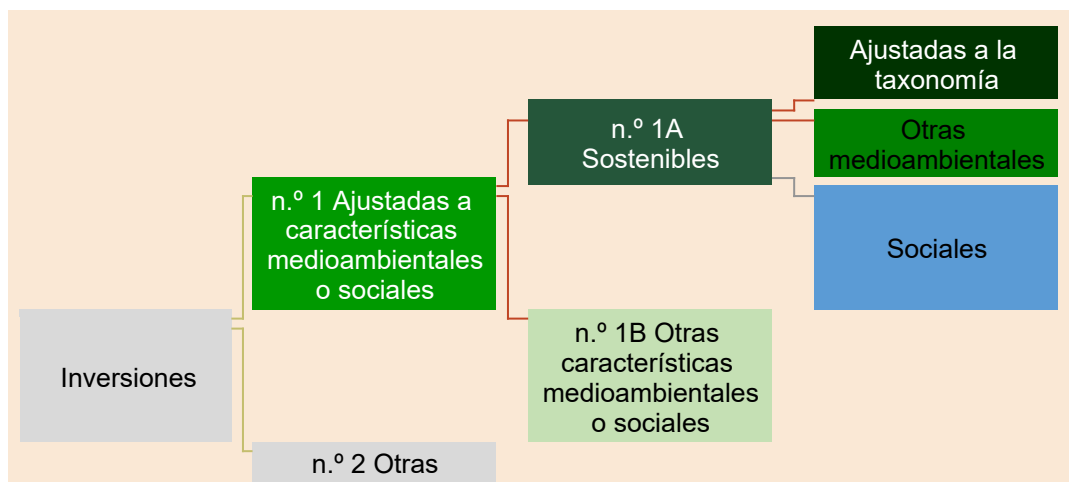 Ajustadas a la
taxonomía
n.º 1A
Sostenibles
Otras
medioambientales
n.º 1 Ajustadas a
características
medioambientales
o sociales
Sociales
n.º 1B Otras
características
medioambientales
o sociales
Inversiones
n.º 2 Otras